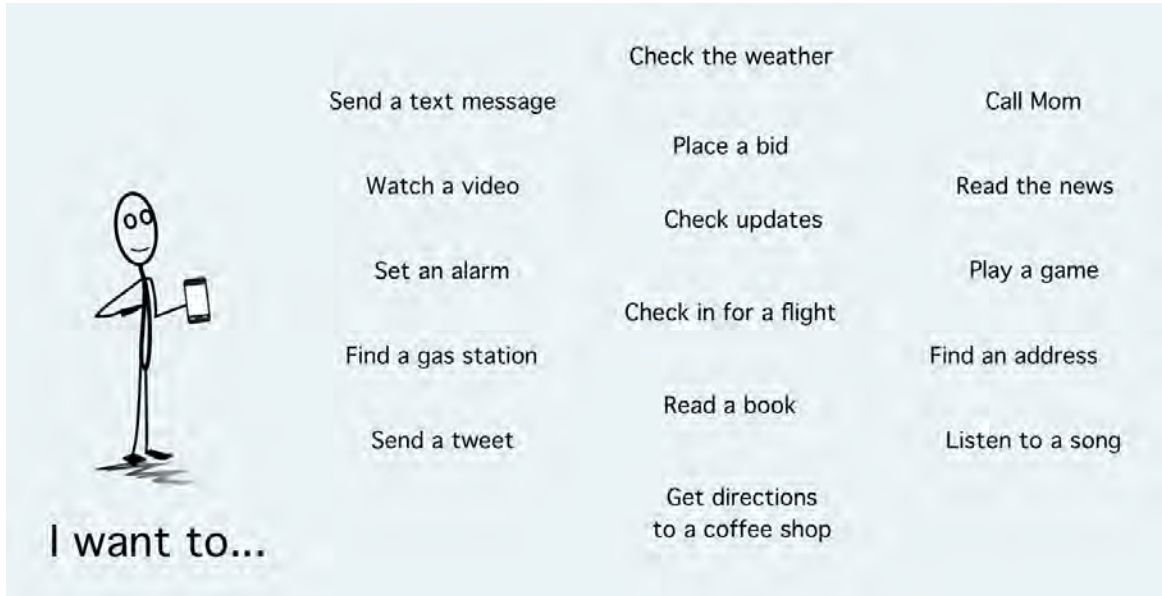 I want to...
Send a text message
Watch a video
Set an alarm
Find a gas station
Send a tweet
Check the weather
Place a bid
Check updates
Check in for a flight
Read a book
Get directions
to a coffee shop
Call Mom
Read the news
Play a game
Find an address
Listen to a song